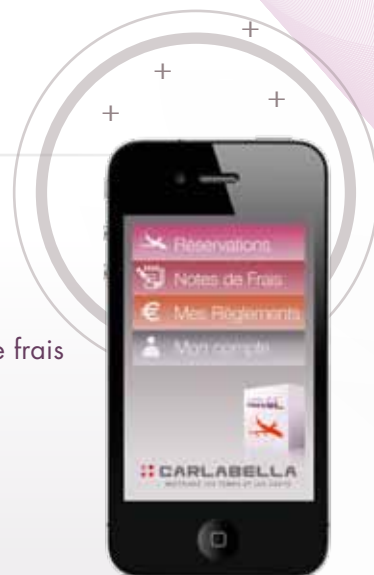 Réservations
Notes de Frais
€ Mes Règlements
Mon compte
e frais
CARLABELLA